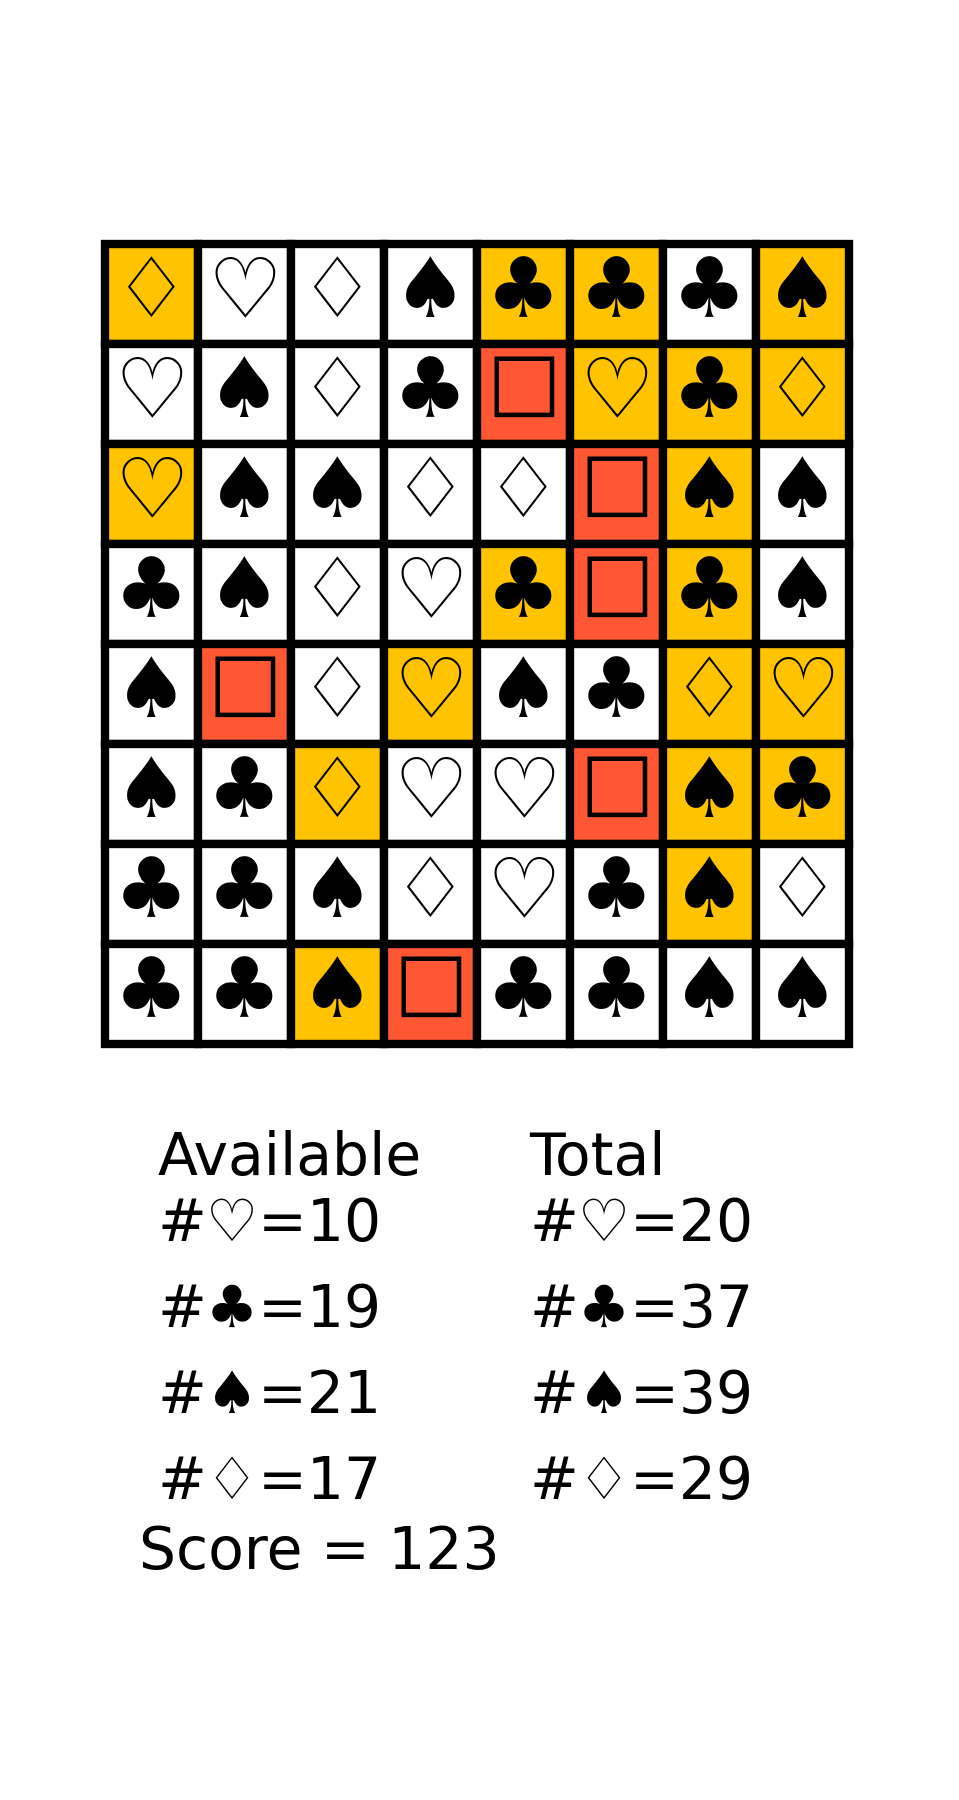 ♢ ♡ ♢ ♠ ♣ ♣ ♣ ♠
♡ ♠ ♢ ♣ □ ♡ ♣ ♢
♡ ♠ ♠ ♢ ♢ □ ♠ ♠
♣ ♠ ♢ ♡ ♣ □ ♣ ♠
♠ □ ♢ ♡ ♠ ♣ ♢ ♡
♠ ♣ ♢ ♡ ♡ □ ♠ ♣
♣ ♣ ♠ ♢ ♡ ♣ ♠ ♢
♣ ♣ ♠ □ ♣ ♣ ♠ ♠
Available Total
#♡=10 #♡=20
#♣=19 #♣=37
#♠=21 #♠=39
#♢=17 #♢=29
Score = 123